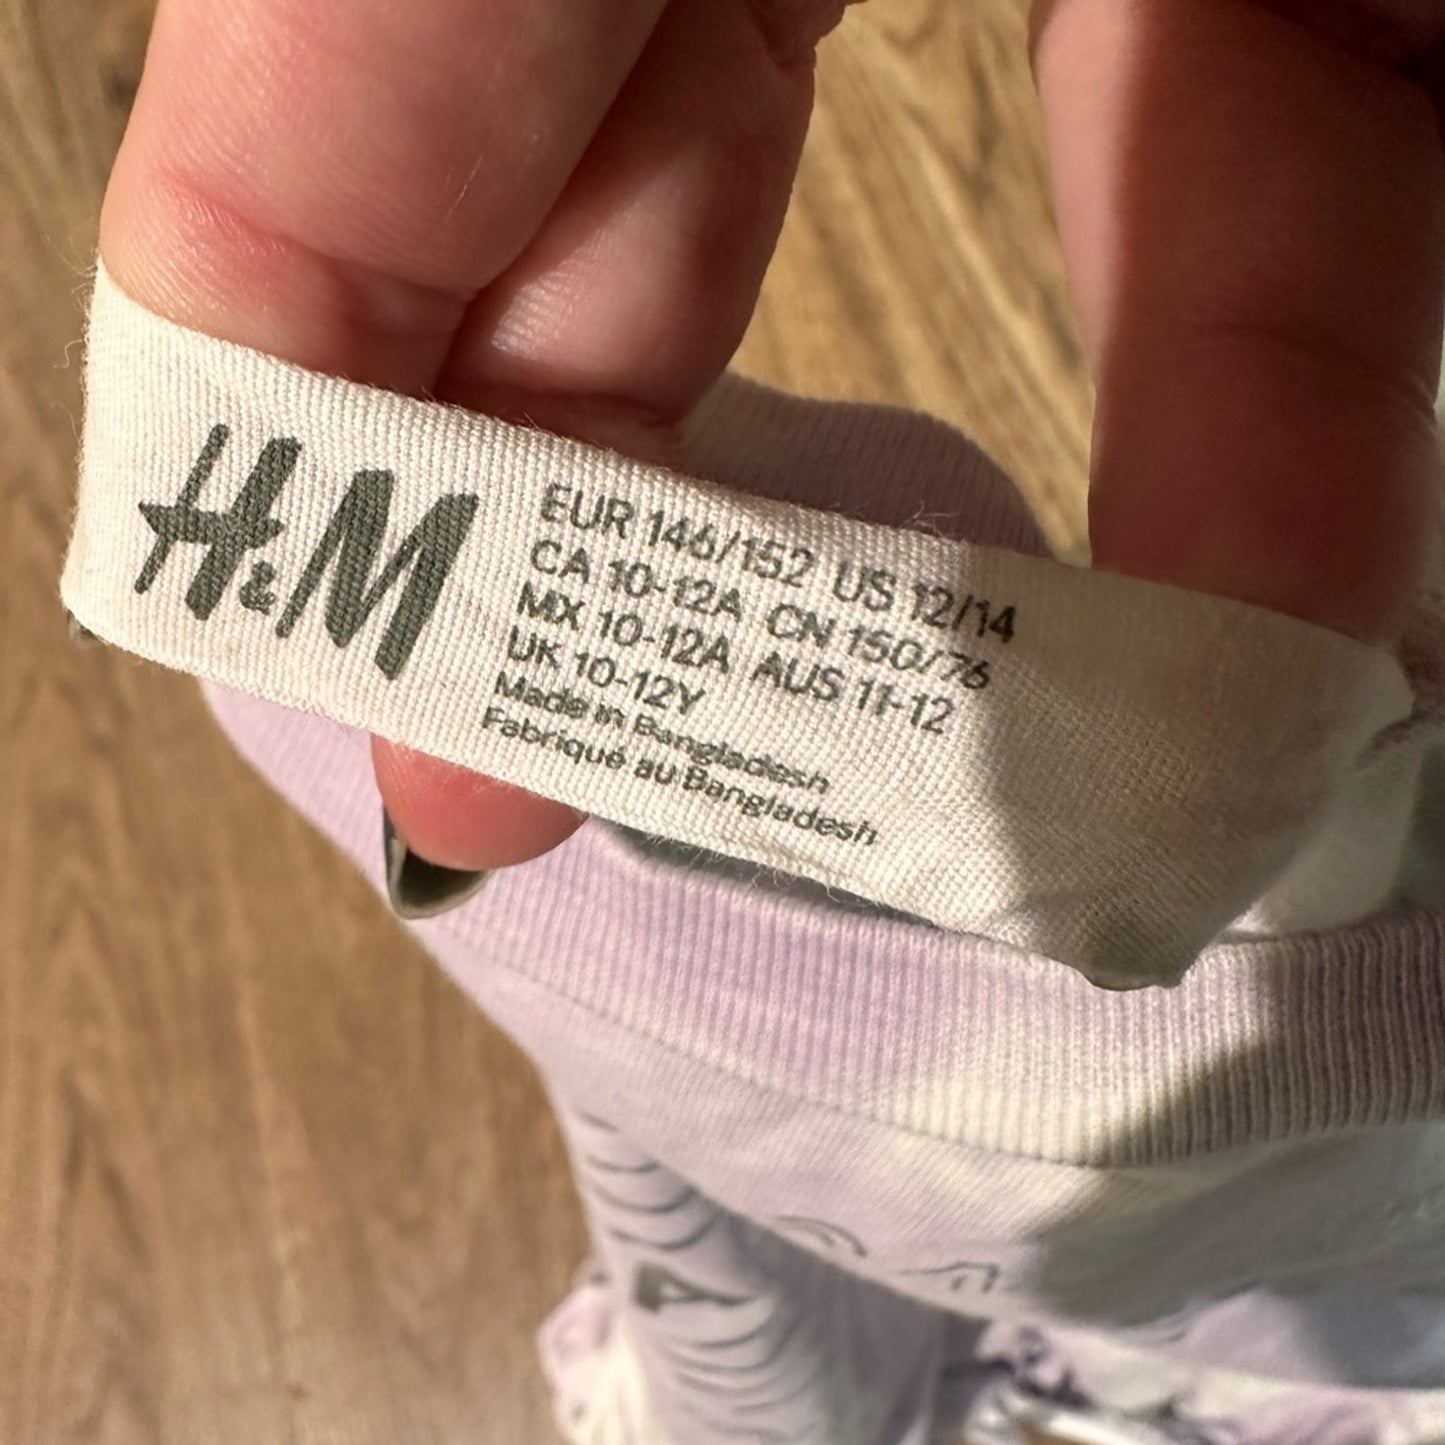 H&M
EUR 146/152 US 12/14
CA 10-12A CN 150/76
MX 10-12A AUS 11-12
UK 10-12Y
Made in Bangladesh
Fabriqué au Bangladesh